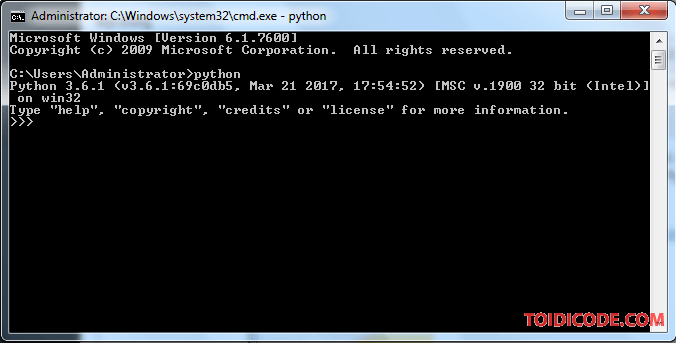 Administrator: C:\Windows\system32\cmd.exe - python
Microsoft Windows [Version 6.1.7600]
Copyright (c) 2009 Microsoft Corporation.  All rights reserved.
C:\Users\Administrator>python
Python 3.6.1 (v3.6.1:69c0db5, Mar 21 2017, 17:54:52) [MSC v.1900 32 bit (Intel)]
 on win32
Type "help", "copyright", "credits" or "license" for more information.
>>>
TOIDICODE.COM